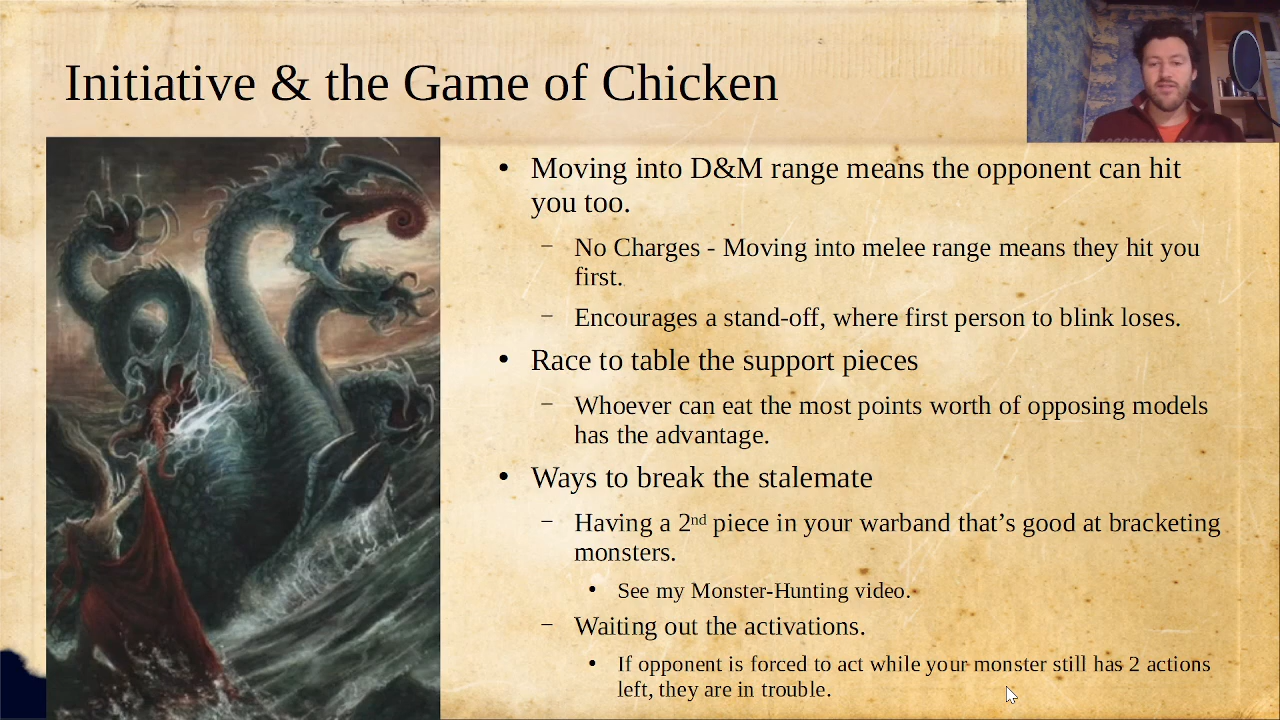 Initiative & the Game of Chicken
• Moving into D&M range means the opponent can hit
you too.
– No Charges - Moving into melee range means they hit you
first.
– Encourages a stand-off, where first person to blink loses.
• Race to table the support pieces
– Whoever can eat the most points worth of opposing models
has the advantage.
• Ways to break the stalemate
– Having a 2nd piece in your warband that’s good at bracketing
monsters.
• See my Monster-Hunting video.
– Waiting out the activations.
• If opponent is forced to act while your monster still has 2 actions
left, they are in trouble.